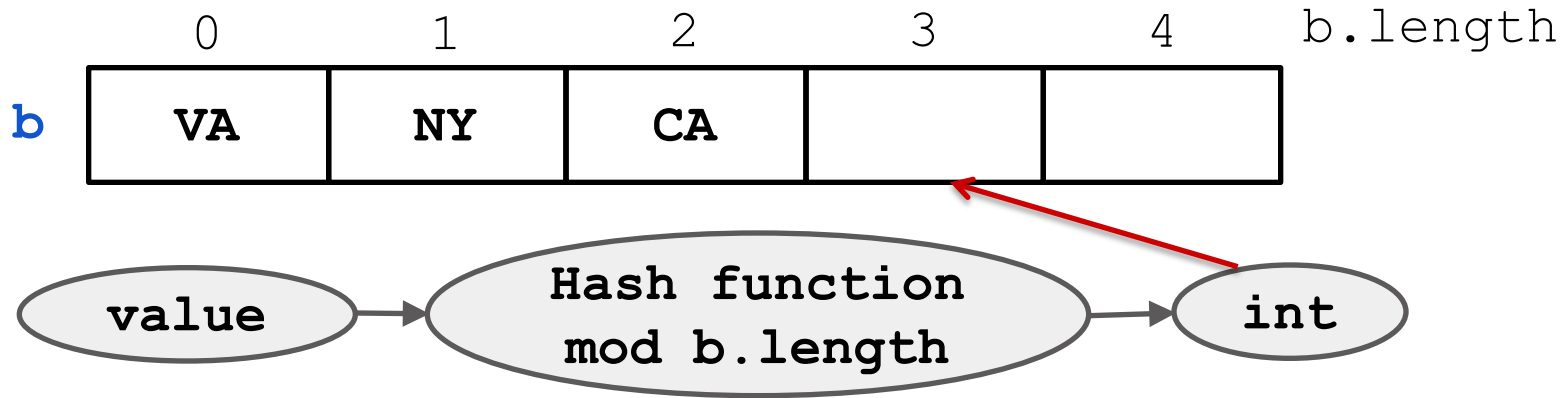 0 1 2 3 4 b.length
b VA NY CA
value
Hash function
mod b.length
int